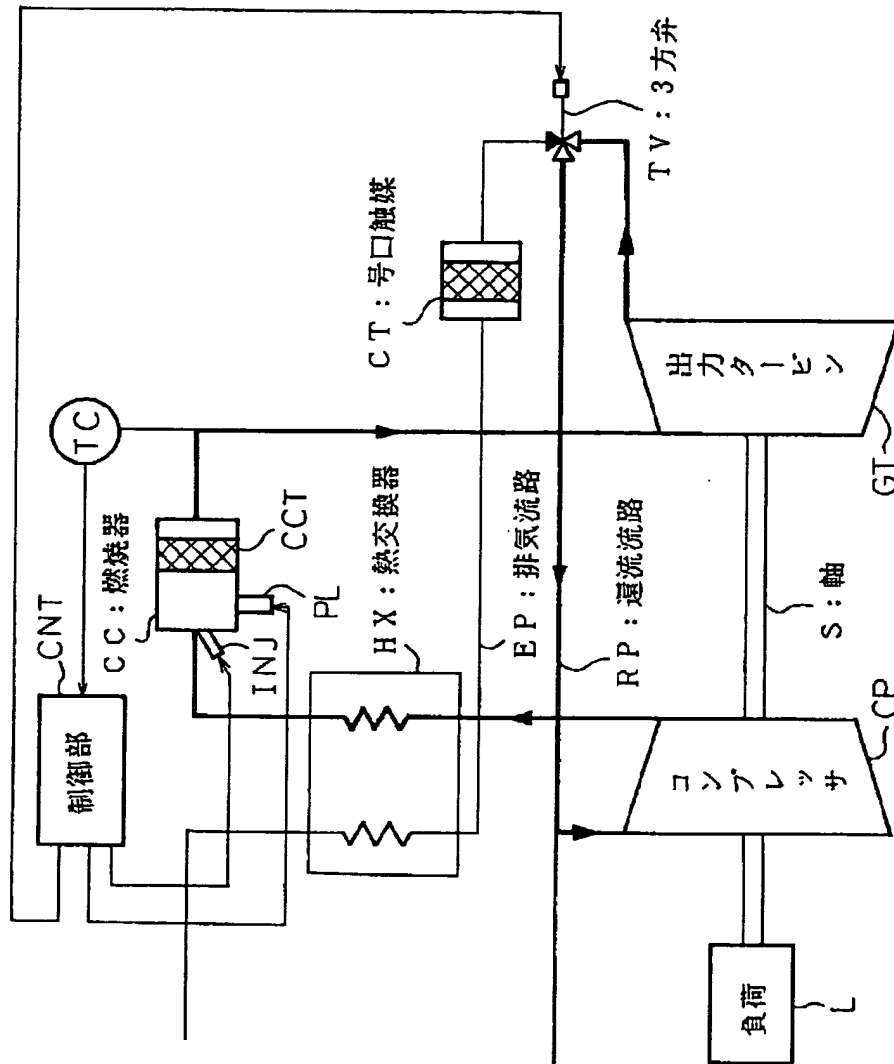 制御部
CNT
CC:燃焼器
CCT
PL
INJ
TC
HX:熱交換器
CT:号口触媒
TV:3方弁
EP:排気流路
RP:還流流路
S:軸
コンプレッサ
CP
出力タービン
GT
負荷
L